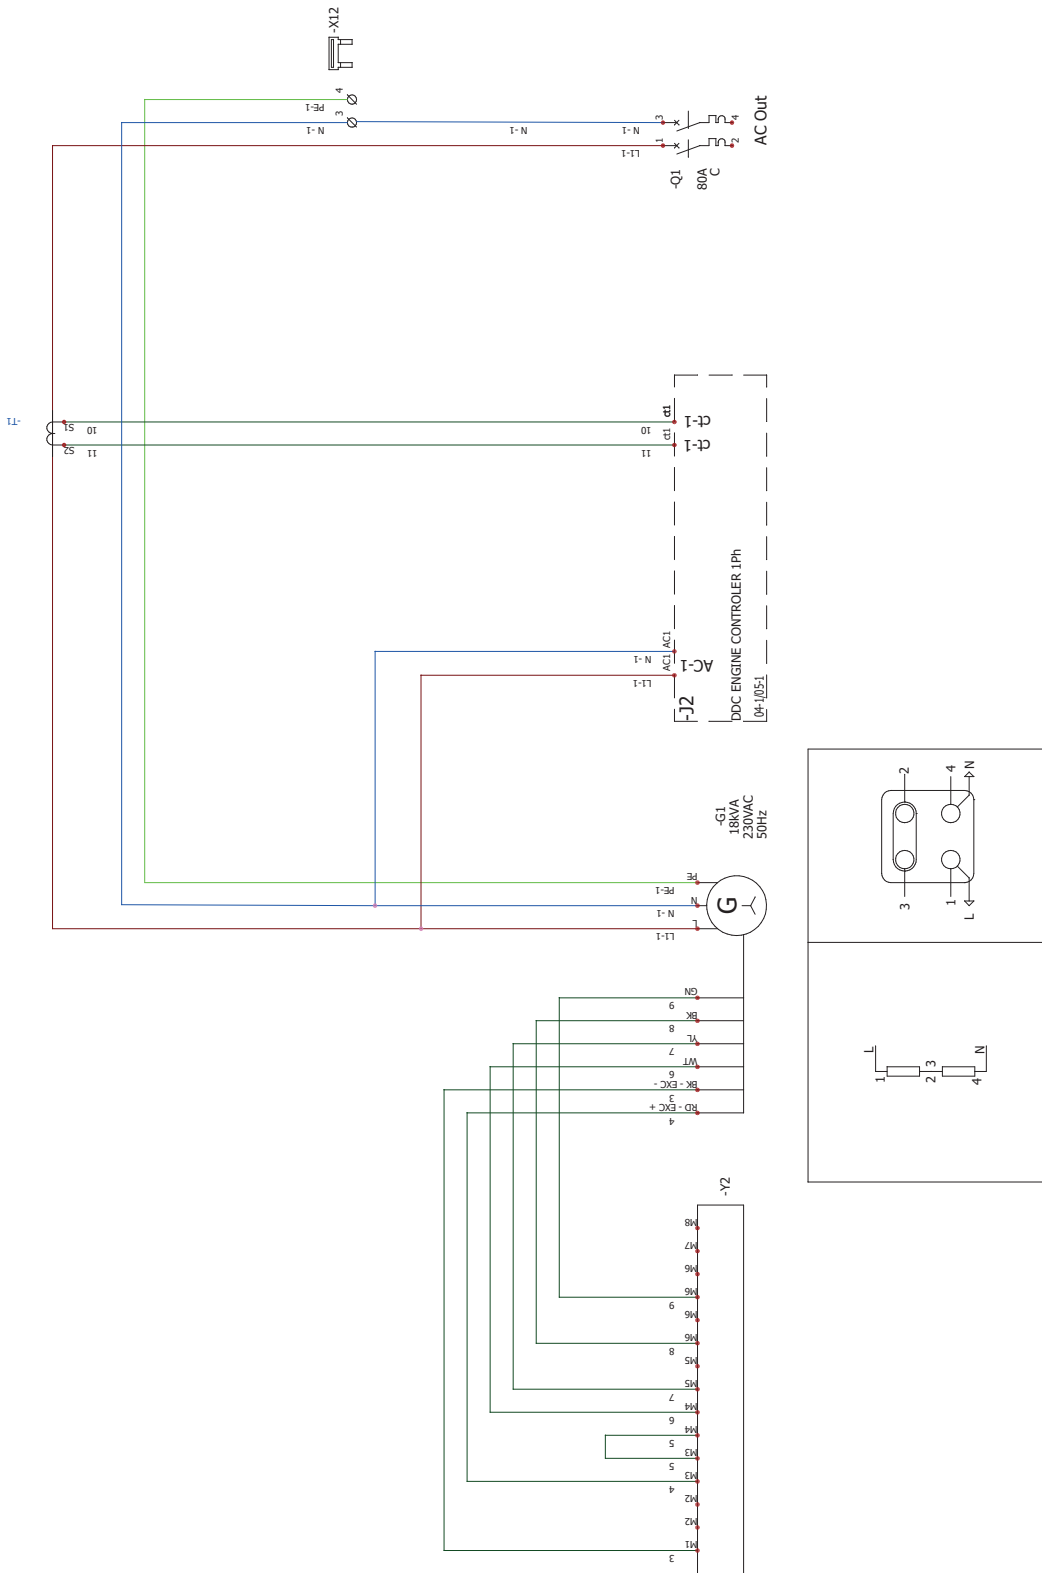 -X12
4
PE-1
3
N -1
N -1
N -1
3
4
L1-1
1
2
AC Out
-Q1
80A
C
-T1
S1
10
10
ct1
ct-1
S2
11
11
ct1
ct-1
DDC ENGINE CONTROLER 1Ph
04-1/05-1
N -1
AC1
AC1
AC-1
L1-1
-J2
-G1
18kVA
230VAC
50Hz
PE
PE-1
N
N -1
L
L1-1
G
2
4
N
3
1
L
GN
9
BK
8
YL
7
WT
6
BK - EXC -
3
RD - EXC +
4
L
1
2
3
4
N
-Y2
M8
M7
M6
M6
9
M6
M6
8
M5
M5
7
M4
6
M4
5
M3
5
M3
4
M2
M2
M1
3